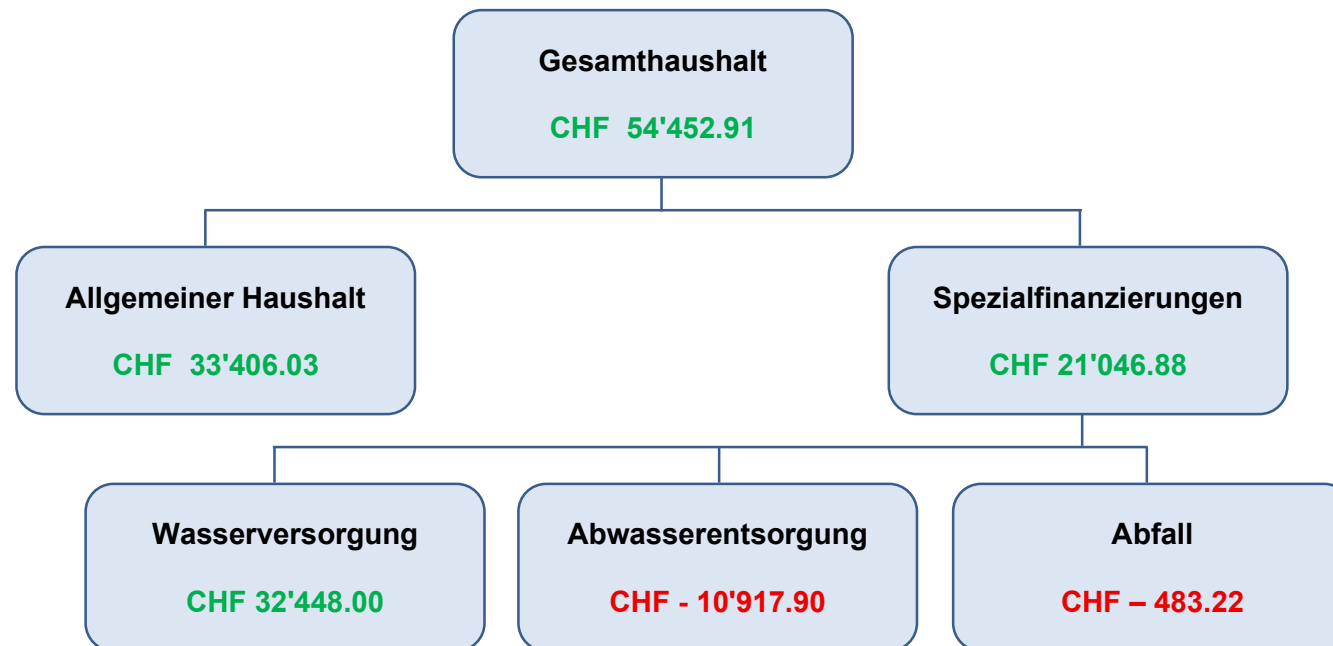 Gesamthaushalt
CHF  54'452.91
Allgemeiner Haushalt
CHF  33'406.03
Spezialfinanzierungen
CHF 21'046.88
Wasserversorgung
CHF 32'448.00
Abwasserentsorgung
CHF - 10'917.90
Abfall
CHF – 483.22